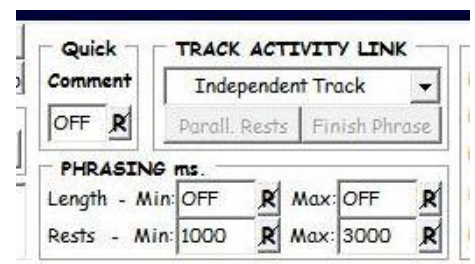 Quick
Comment
OFF R
TRACK ACTIVITY LINK
Independent Track
Parall. Rests Finish Phrase
PHRASING ms.
Length - Min: OFF R Max: OFF R
Rests - Min: 1000 R Max: 3000 R